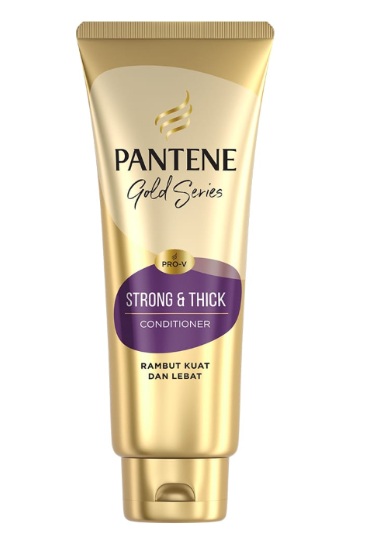 PANTENE
Gold Series
PRO-V
STRONG & THICK
CONDITIONER
RAMBUT KUAT
DAN LEBAT